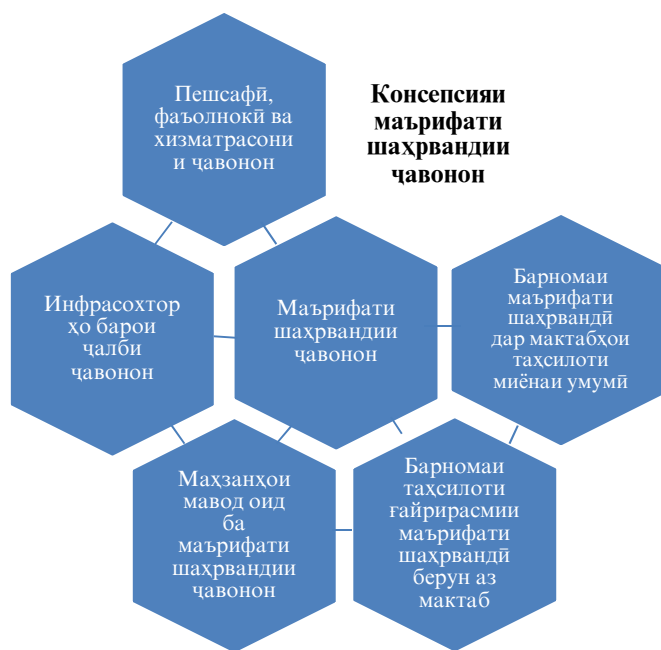 Пешсафӣ,
фаъолнокӣ ва
хизматрасони
и ҷавонон
Консепсияи
маърифати
шаҳрвандии
ҷавонон
Инфрасохтор
ҳо барои
ҷалби
ҷавонон
Маърифати
шаҳрвандии
ҷавонон
Барномаи
маърифати
шаҳрвандӣ
дар мактабҳои
таҳсилоти
миёнаи умумӣ
Махзанҳои
мавод оид
ба
маърифати
шаҳрвандии
ҷавонон
Барномаи
таҳсилоти
ғайрирасмии
маърифати
шаҳрвандӣ
берун аз
мактаб